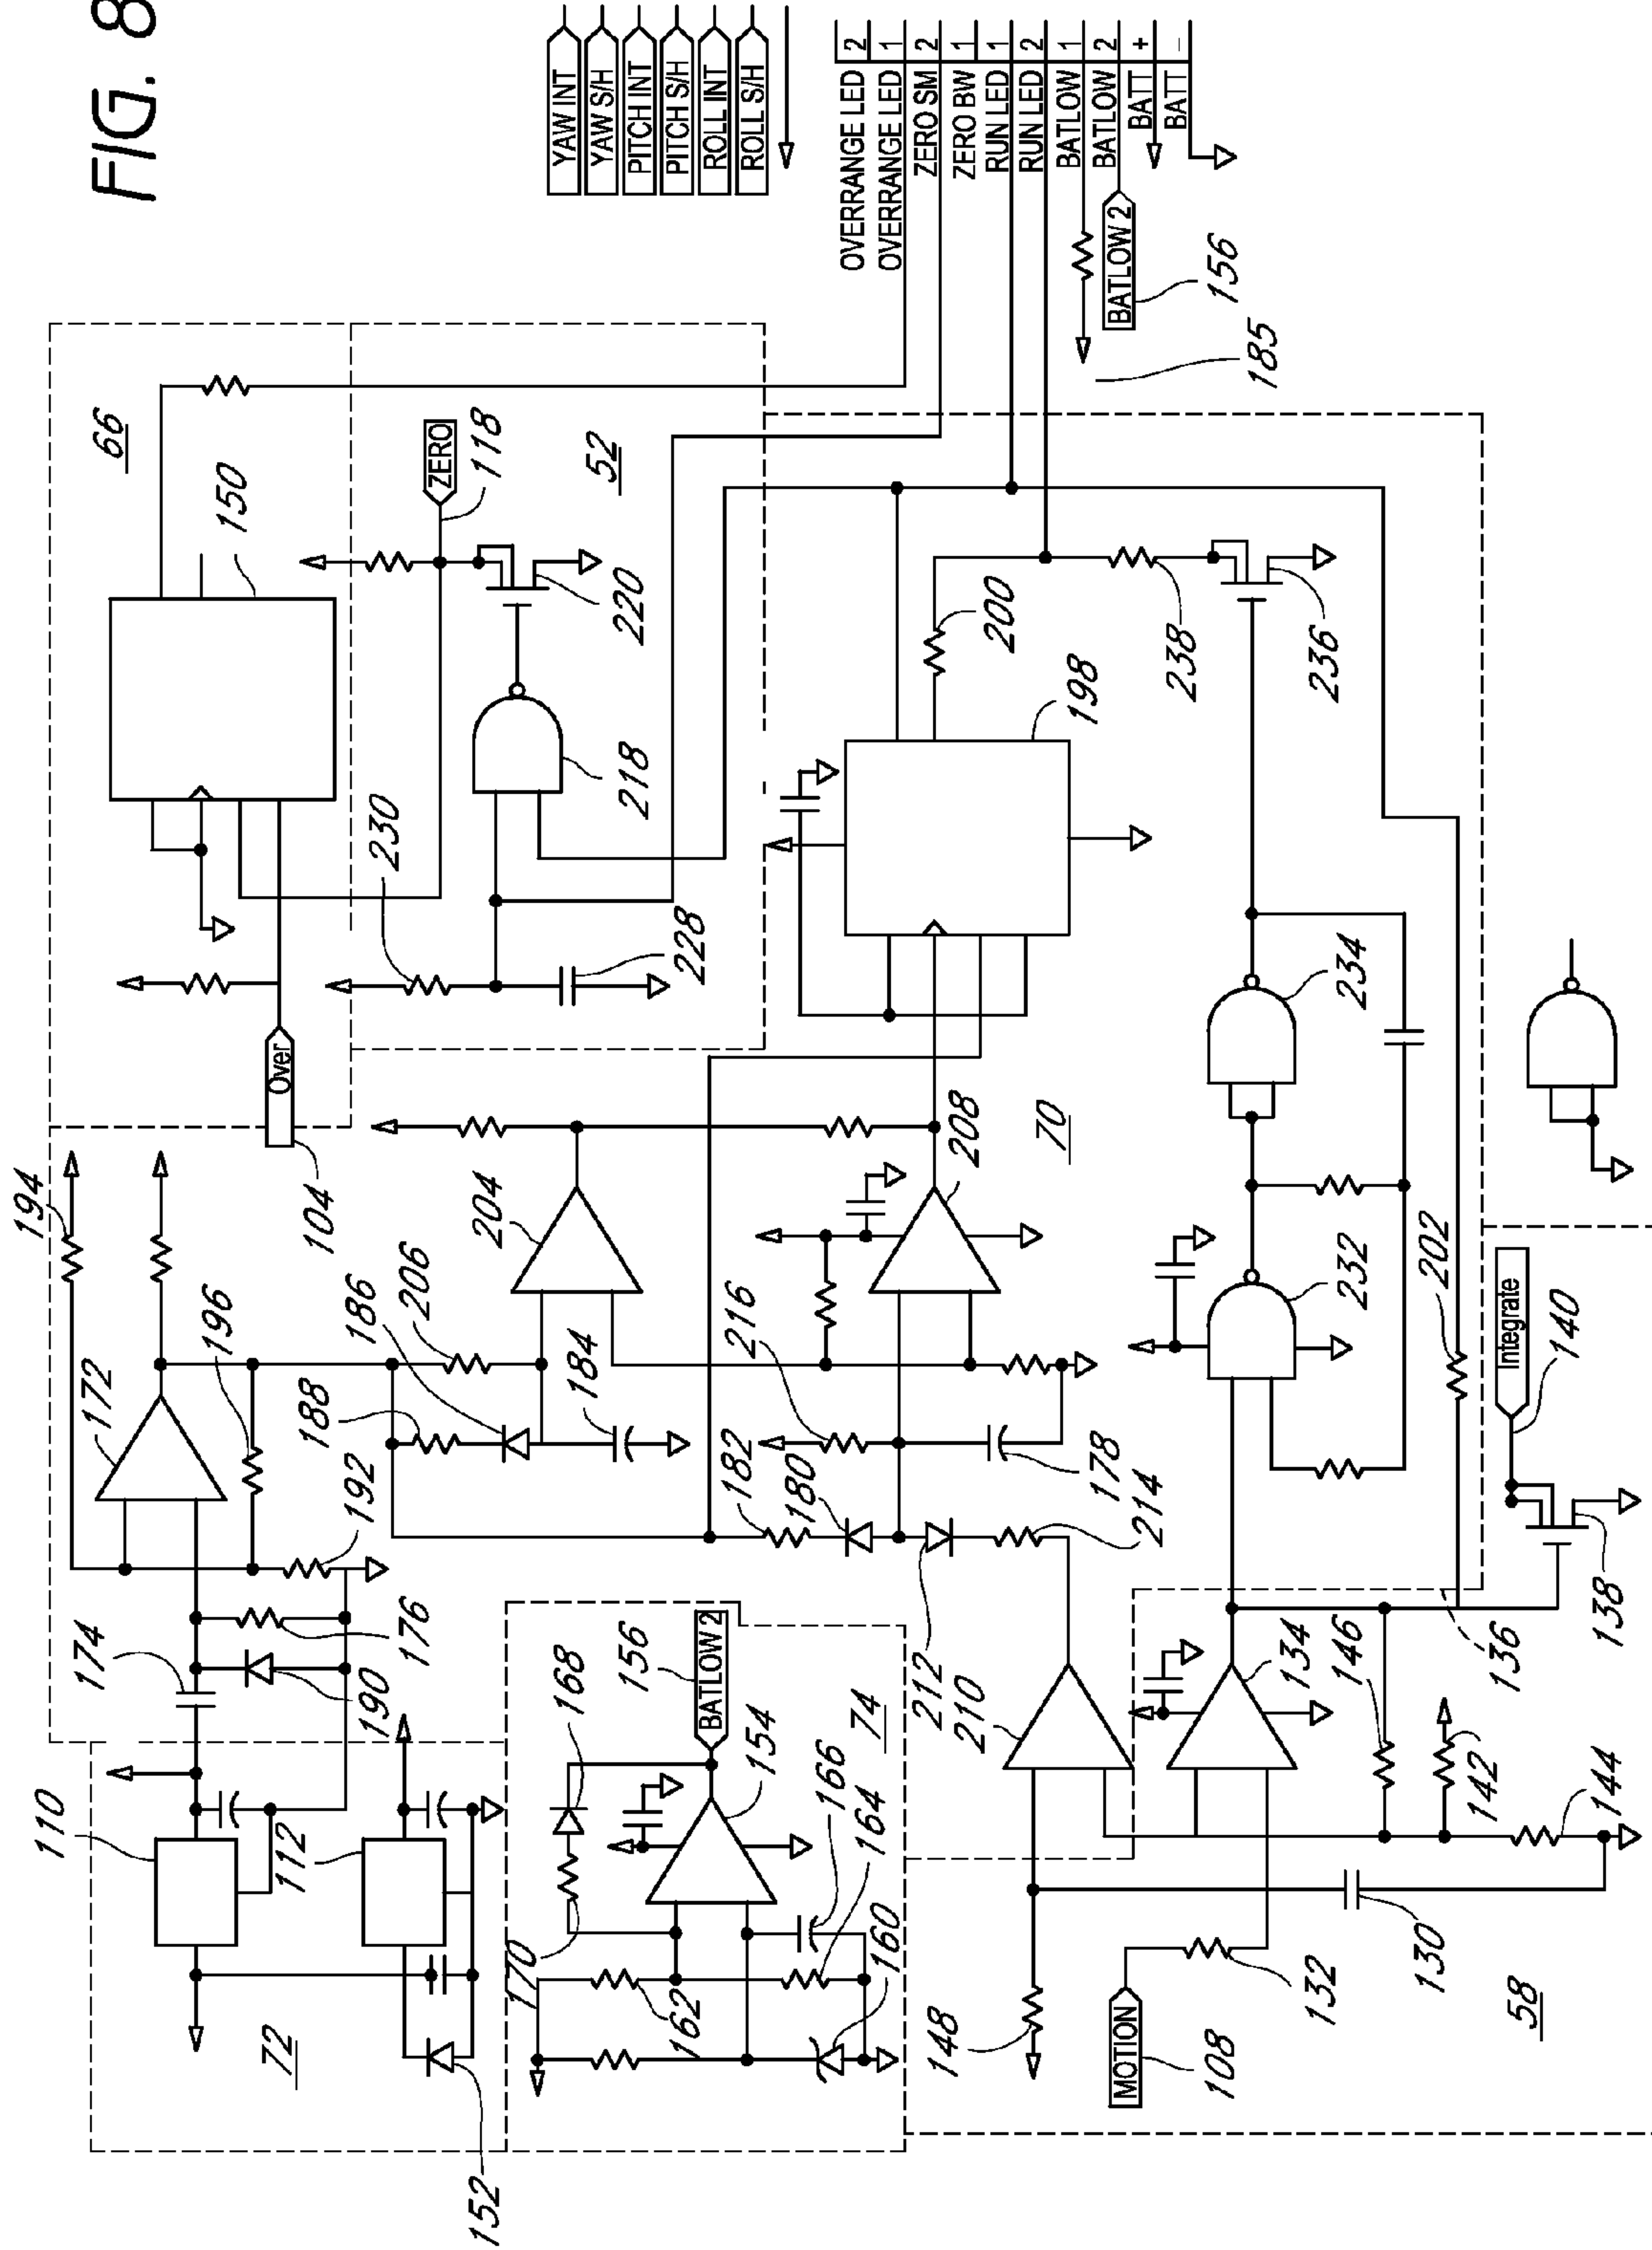 FIG. 8
YAW INT
YAW S/H
PITCH INT
PITCH S/H
ROLL INT
ROLL S/H
OVERRANGE LED 2
OVERRANGE LED 1
ZERO SM 2
ZERO BW 1
RUN LED 1
RUN LED 2
BATLOW 1
BATLOW 2
BATT +
BATT -
BATLOW 2
156
185
66
150
ZERO
118
52
220
218
230
228
Over
104
200
198
238
236
234
232
202
Integrate
140
138
136
194
172
196
192
174
176
190
204
206
186
188
184
208
70
216
182
180
178
214
212
210
110
112
72
152
BATLOW 2
156
168
154
74
166
164
160
170
162
134
146
142
144
148
MOTION
108
132
130
58